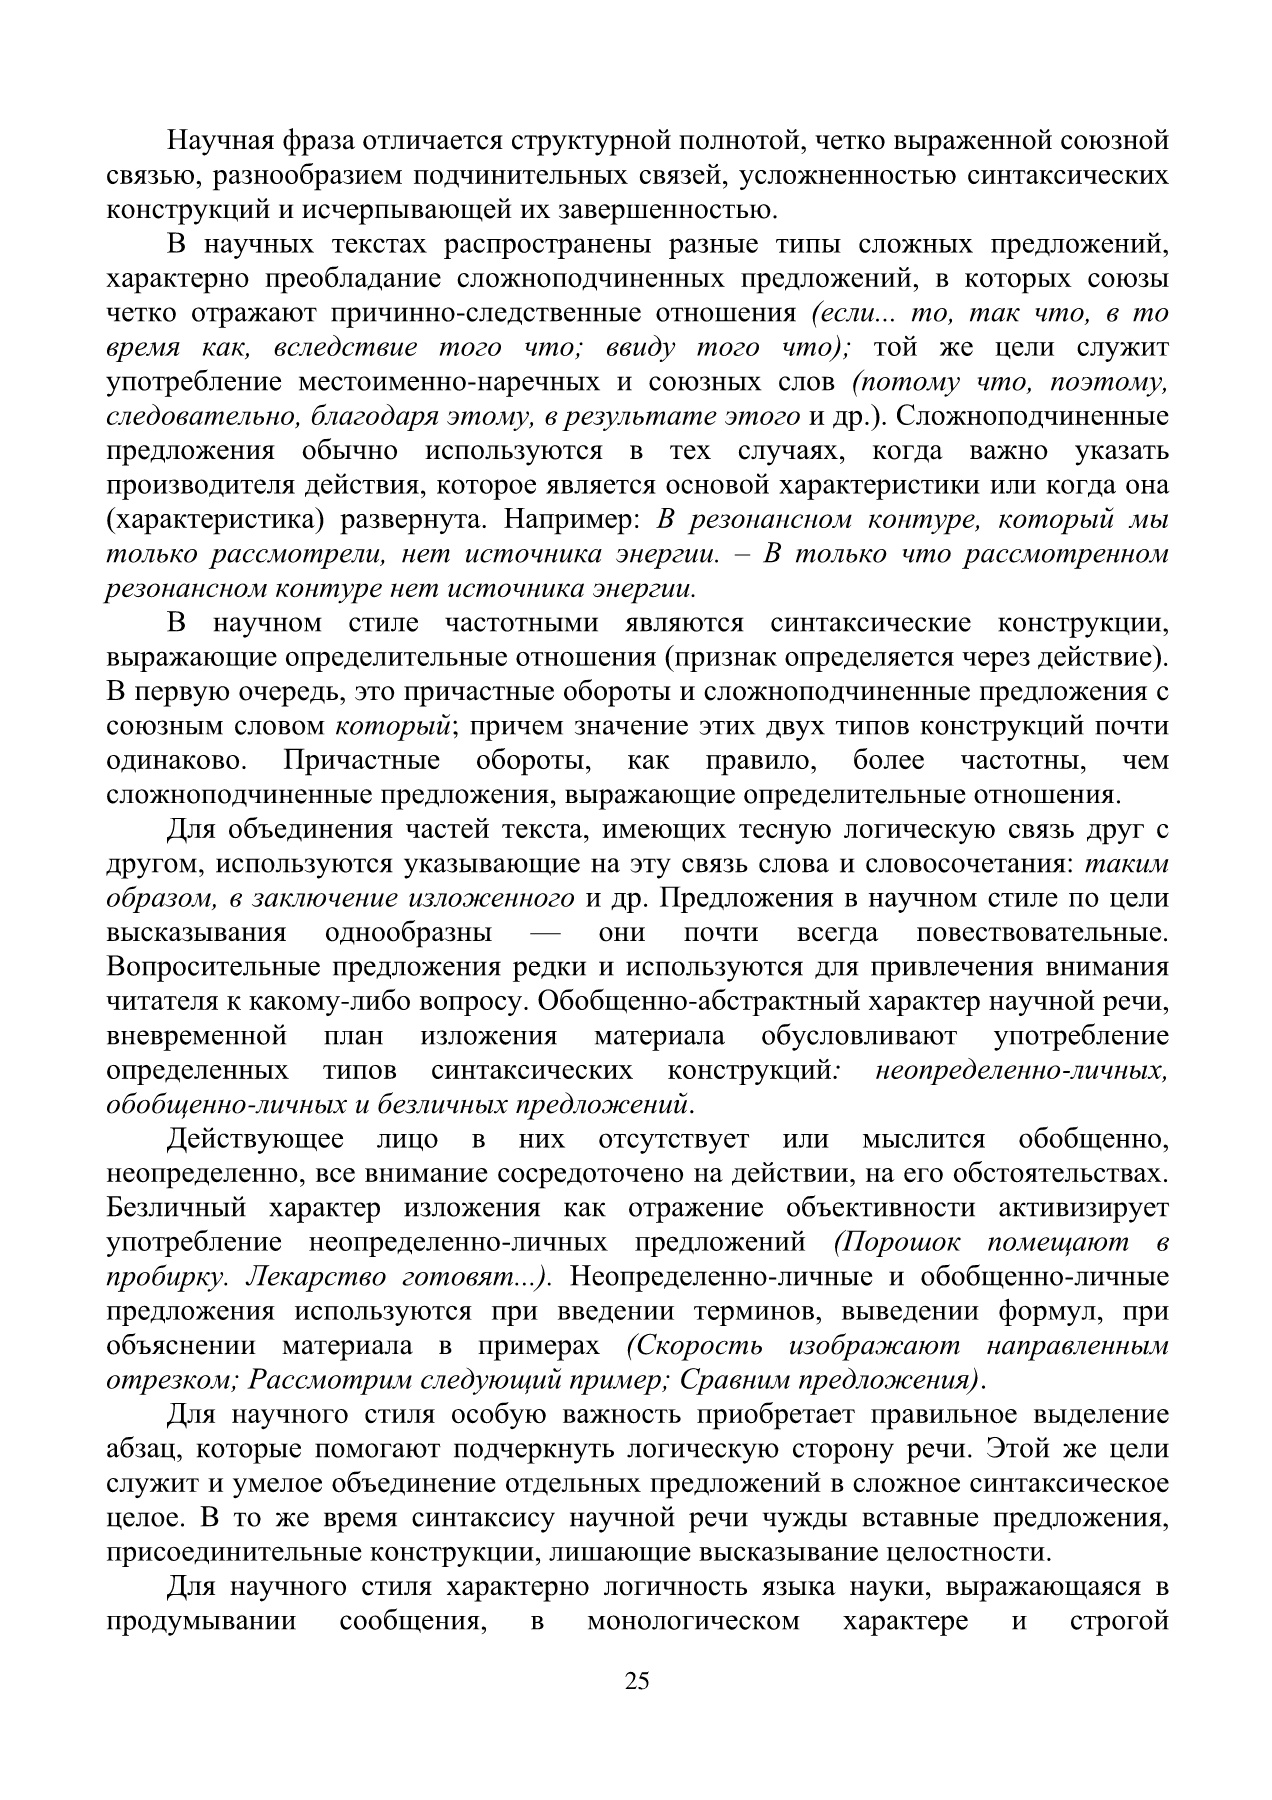 Научная фраза отличается структурной полнотой, четко выраженной союзной
связью, разнообразием подчинительных связей, усложненностью синтаксических
конструкций и исчерпывающей их завершенностью.
В научных текстах распространены разные типы сложных предложений,
характерно преобладание сложноподчиненных предложений, в которых союзы
четко отражают причинно-следственные отношения (если... то, так что, в то
время как, вследствие того что; ввиду того что); той же цели служит
употребление местоименно-наречных и союзных слов (потому что, поэтому,
следовательно, благодаря этому, в результате этого и др.). Сложноподчиненные
предложения обычно используются в тех случаях, когда важно указать
производителя действия, которое является основой характеристики или когда она
(характеристика) развернута. Например: В резонансном контуре, который мы
только рассмотрели, нет источника энергии. – В только что рассмотренном
резонансном контуре нет источника энергии.
В научном стиле частотными являются синтаксические конструкции,
выражающие определительные отношения (признак определяется через действие).
В первую очередь, это причастные обороты и сложноподчиненные предложения с
союзным словом который; причем значение этих двух типов конструкций почти
одинаково. Причастные обороты, как правило, более частотны, чем
сложноподчиненные предложения, выражающие определительные отношения.
Для объединения частей текста, имеющих тесную логическую связь друг с
другом, используются указывающие на эту связь слова и словосочетания: таким
образом, в заключение изложенного и др. Предложения в научном стиле по цели
высказывания однообразны — они почти всегда повествовательные.
Вопросительные предложения редки и используются для привлечения внимания
читателя к какому-либо вопросу. Обобщенно-абстрактный характер научной речи,
вневременной план изложения материала обусловливают употребление
определенных типов синтаксических конструкций: неопределенно-личных,
обобщенно-личных и безличных предложений.
Действующее лицо в них отсутствует или мыслится обобщенно,
неопределенно, все внимание сосредоточено на действии, на его обстоятельствах.
Безличный характер изложения как отражение объективности активизирует
употребление неопределенно-личных предложений (Порошок помещают в
пробирку. Лекарство готовят...). Неопределенно-личные и обобщенно-личные
предложения используются при введении терминов, выведении формул, при
объяснении материала в примерах (Скорость изображают направленным
отрезком; Рассмотрим следующий пример; Сравним предложения).
Для научного стиля особую важность приобретает правильное выделение
абзац, которые помогают подчеркнуть логическую сторону речи. Этой же цели
служит и умелое объединение отдельных предложений в сложное синтаксическое
целое. В то же время синтаксису научной речи чужды вставные предложения,
присоединительные конструкции, лишающие высказывание целостности.
Для научного стиля характерно логичность языка науки, выражающаяся в
продумывании сообщения, в монологическом характере и строгой
25